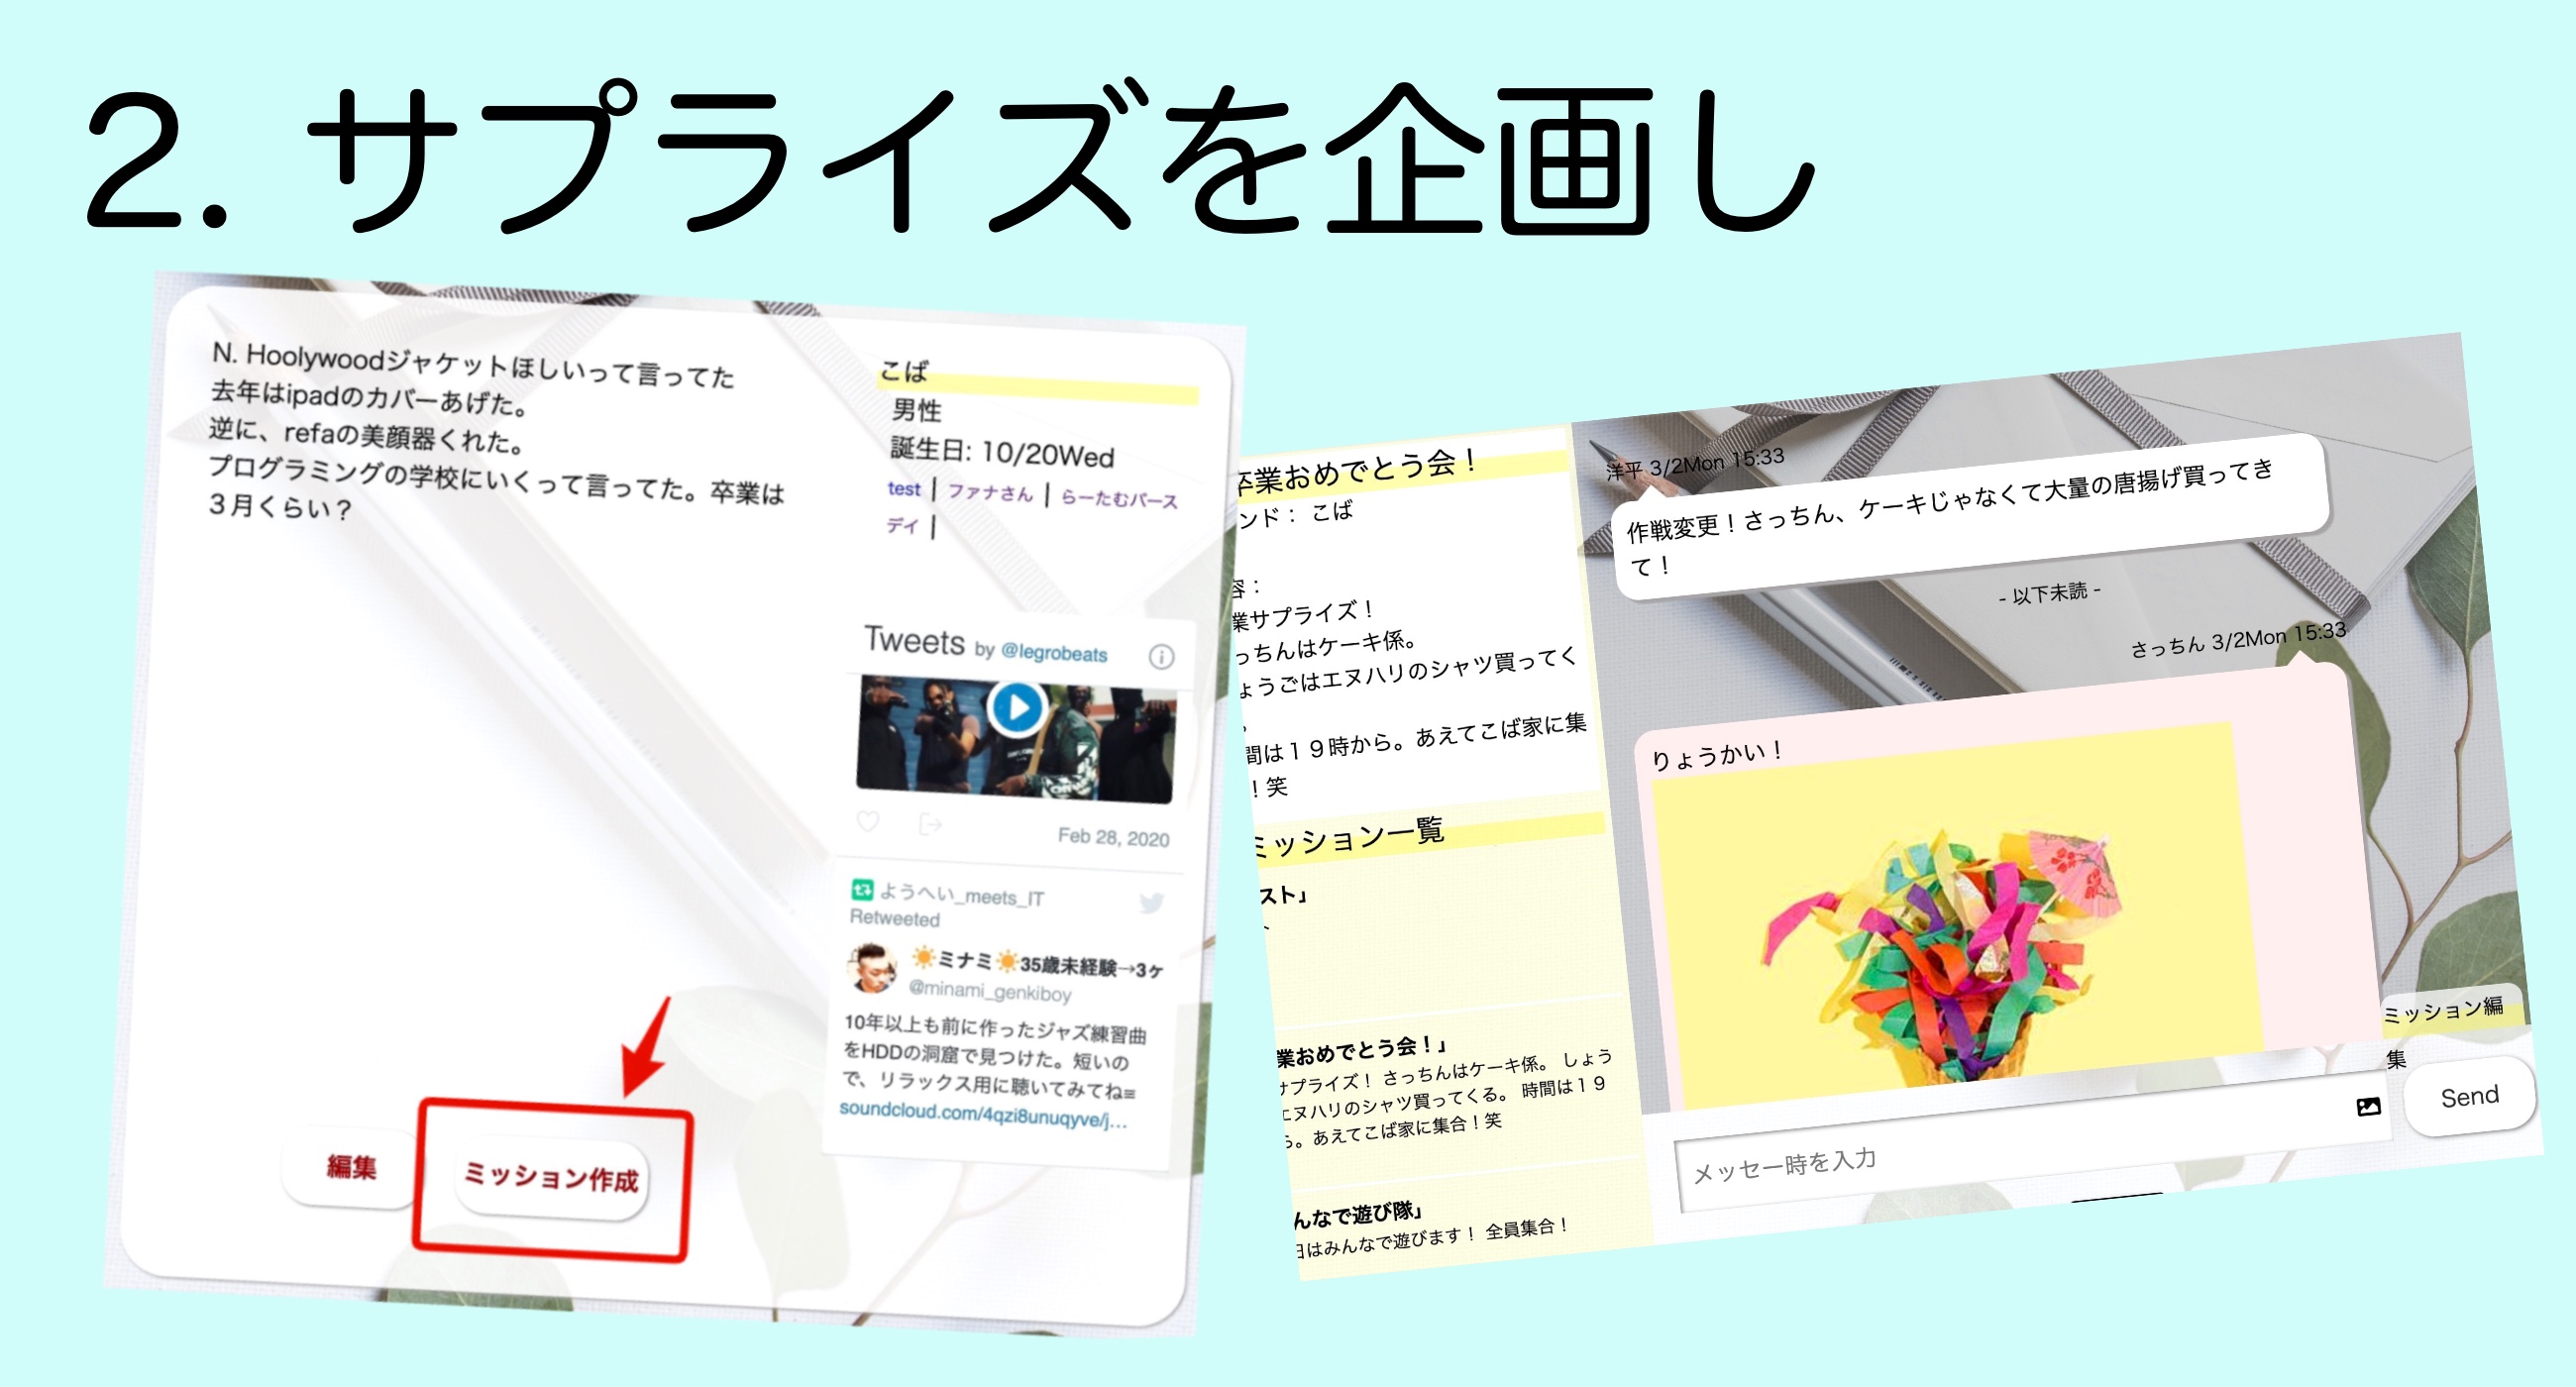 2. サプライズを企画し
N. Hoolywoodジャケットほしいって言ってた
去年はipadのカバーあげた。
逆に、refaの美顔器くれた。
プログラミングの学校にいくって言ってた。卒業は
３月くらい？
こば
男性
誕生日: 10/20Wed
test | ファナさん | らーたむバース
デイ |
Tweets by @legrobeats
Feb 28, 2020
ようへい_meets_IT
Retweeted
☀️ミナミ☀️35歳未経験→3ヶ
@minami_genkiboy
10年以上も前に作ったジャズ練習曲
をHDDの洞窟で見つけた。短いの
で、リラックス用に聴いてみてね≡
soundcloud.com/4qzi8unuqyve/j…
編集
ミッション作成
卒業おめでとう会！
ンド： こば
容：
業サプライズ！
っちんはケーキ係。
ょうごはエヌハリのシャツ買ってく
。
間は１９時から。あえてこば家に集
！笑
ミッション一覧
スト」
業おめでとう会！」
サプライズ！ さっちんはケーキ係。 しょう
エヌハリのシャツ買ってくる。 時間は１９
ら。あえてこば家に集合！笑
んなで遊び隊」
日はみんなで遊びます！ 全員集合！
洋平 3/2Mon 15:33
作戦変更！さっちん、ケーキじゃなくて大量の唐揚げ買ってき
て！
- 以下未読 -
さっちん 3/2Mon 15:33
りょうかい！
ミッション編
集
メッセー時を入力
Send